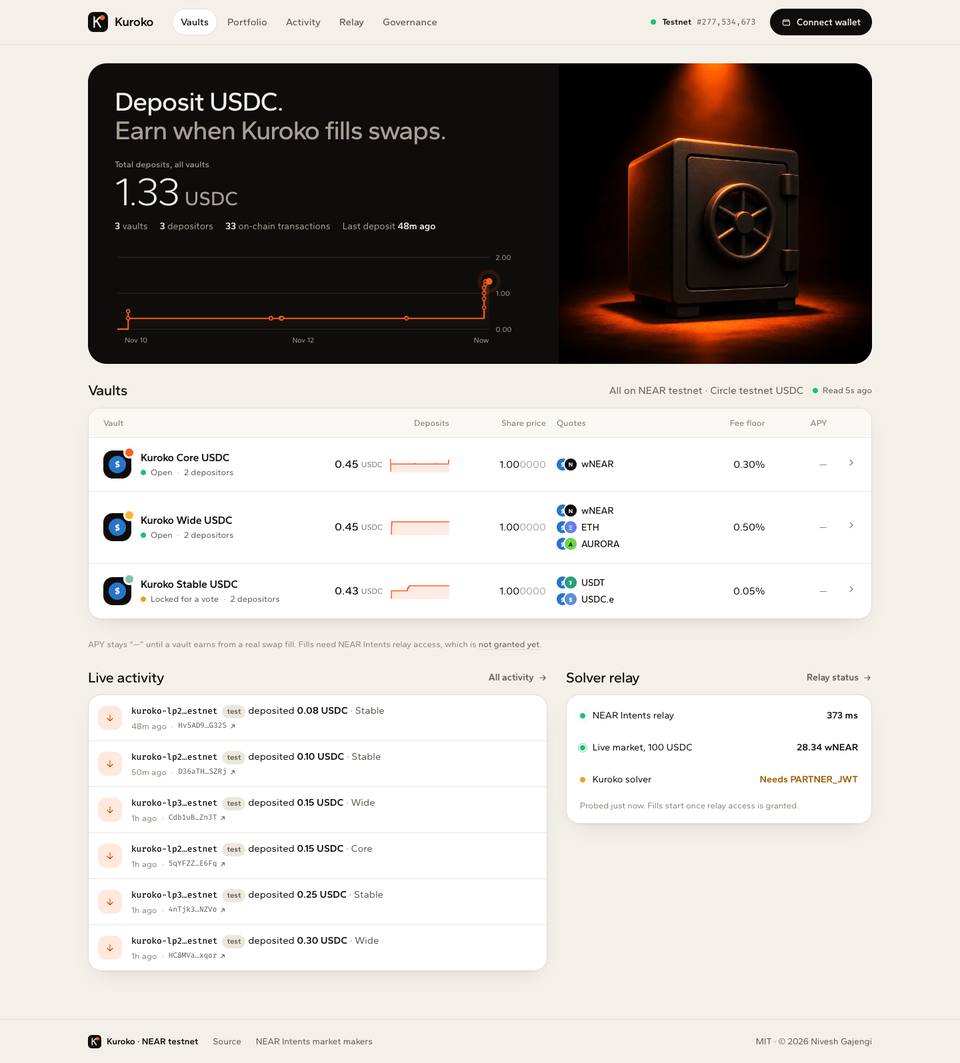 Kuroko
Vaults
Portfolio
Activity
Relay
Governance
Testnet #277,534,673
Connect wallet
Deposit USDC.
Earn when Kuroko fills swaps.
Total deposits, all vaults
1.33 USDC
3 vaults 3 depositors 33 on-chain transactions Last deposit 48m ago
2.00
1.00
0.00
Nov 10 Nov 12 Now
Vaults
All on NEAR testnet · Circle testnet USDC
Read 5s ago
Vault Deposits Share price Quotes Fee floor APY
Kuroko Core USDC
Open · 2 depositors
0.45 USDC
1.000000
wNEAR
0.30%
—
Kuroko Wide USDC
Open · 2 depositors
0.45 USDC
1.000000
wNEAR
ETH
AURORA
0.50%
—
Kuroko Stable USDC
Locked for a vote · 2 depositors
0.43 USDC
1.000000
USDT
USDC.e
0.05%
—
APY stays "—" until a vault earns from a real swap fill. Fills need NEAR Intents relay access, which is not granted yet.
Live activity
All activity →
kuroko-lp2…estnet test deposited 0.08 USDC · Stable
48m ago · Hv5AD9…G32S ↗
kuroko-lp2…estnet test deposited 0.10 USDC · Stable
50m ago · D36aTH…SZRj ↗
kuroko-lp3…estnet test deposited 0.15 USDC · Wide
1h ago · Cdb1uB…Zn3T ↗
kuroko-lp2…estnet test deposited 0.15 USDC · Core
1h ago · 5qYFZZ…E6Fq ↗
kuroko-lp3…estnet test deposited 0.25 USDC · Stable
1h ago · 4nTjk3…NZVo ↗
kuroko-lp2…estnet test deposited 0.30 USDC · Wide
1h ago · HC8MVa…xqor ↗
Solver relay
Relay status →
NEAR Intents relay 373 ms
Live market, 100 USDC 28.34 wNEAR
Kuroko solver Needs PARTNER_JWT
Probed just now. Fills start once relay access is granted.
Kuroko · NEAR testnet
Source
NEAR Intents market makers
MIT · © 2026 Nivesh Gajengi